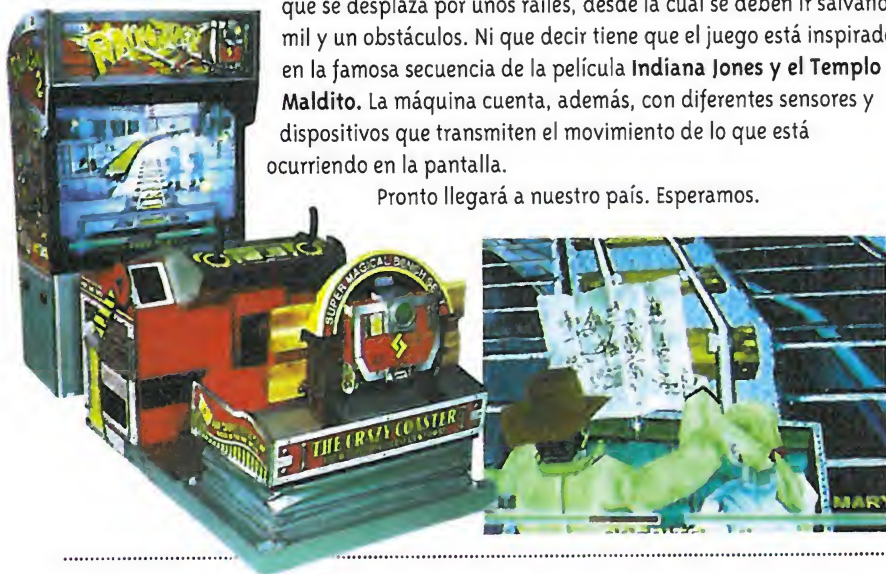 que se desplaza por unos raíles, desde la cual se deben ir salvando
mil y un obstáculos. Ni que decir tiene que el juego está inspirado
en la famosa secuencia de la película Indiana Jones y el Templo
Maldito. La máquina cuenta, además, con diferentes sensores y
dispositivos que transmiten el movimiento de lo que está
ocurriendo en la pantalla.
Pronto llegará a nuestro país. Esperamos.
SUPER MAGICAL BENCH
THE CRAZY COASTER
MARY